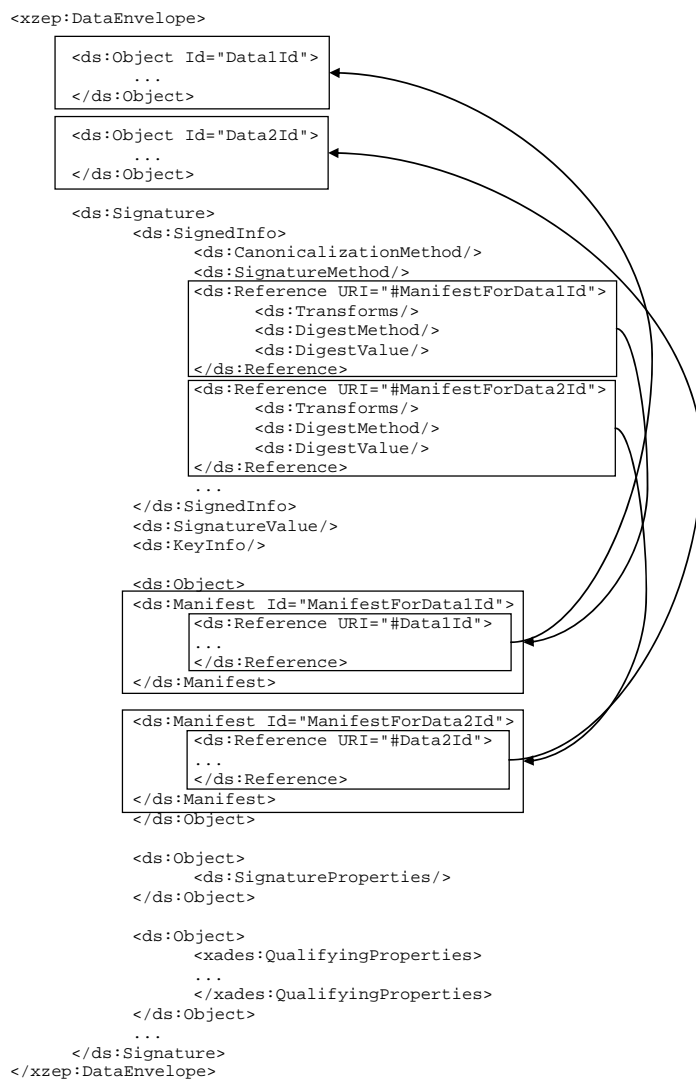 <xzep:DataEnvelope>
<ds:Object Id="Data1Id">
...
</ds:Object>
<ds:Object Id="Data2Id">
...
</ds:Object>
<ds:Signature>
<ds:SignedInfo>
<ds:CanonicalizationMethod/>
<ds:SignatureMethod/>
<ds:Reference URI="#ManifestForData1Id">
<ds:Transforms/>
<ds:DigestMethod/>
<ds:DigestValue/>
</ds:Reference>
<ds:Reference URI="#ManifestForData2Id">
<ds:Transforms/>
<ds:DigestMethod/>
<ds:DigestValue/>
</ds:Reference>
...
</ds:SignedInfo>
<ds:SignatureValue/>
<ds:KeyInfo/>
<ds:Object>
<ds:Manifest Id="ManifestForData1Id">
<ds:Reference URI="#Data1Id">
...
</ds:Reference>
</ds:Manifest>
<ds:Manifest Id="ManifestForData2Id">
<ds:Reference URI="#Data2Id">
...
</ds:Reference>
</ds:Manifest>
</ds:Object>
<ds:Object>
<ds:SignatureProperties/>
</ds:Object>
<ds:Object>
<xades:QualifyingProperties>
...
</xades:QualifyingProperties>
</ds:Object>
...
</ds:Signature>
</xzep:DataEnvelope>